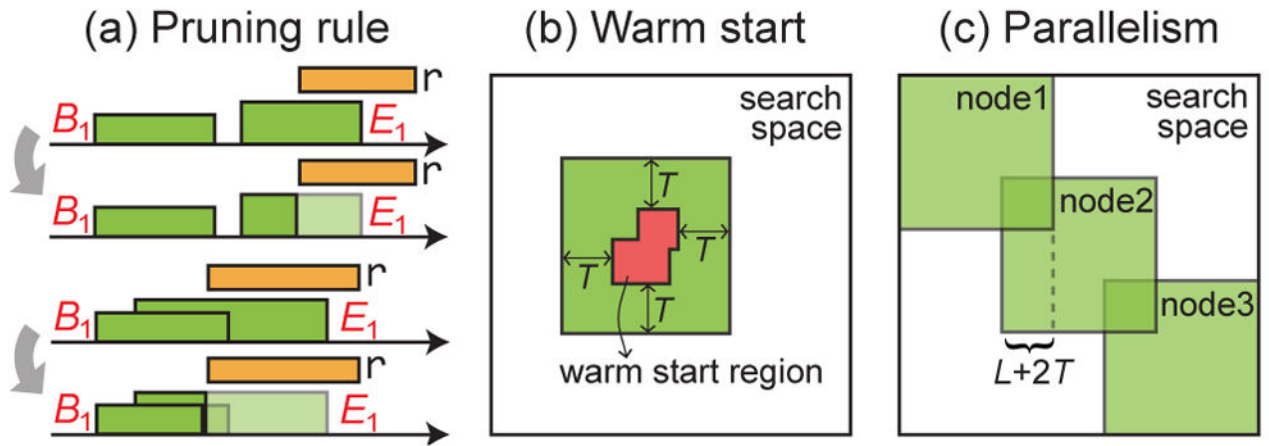 (a) Pruning rule
r
B₁ E₁
r
B₁ E₁
r
B₁ E₁
r
B₁ E₁
(b) Warm start
search
space
T
T
T
T
warm start region
(c) Parallelism
node1
search
space
node2
node3
L+2T